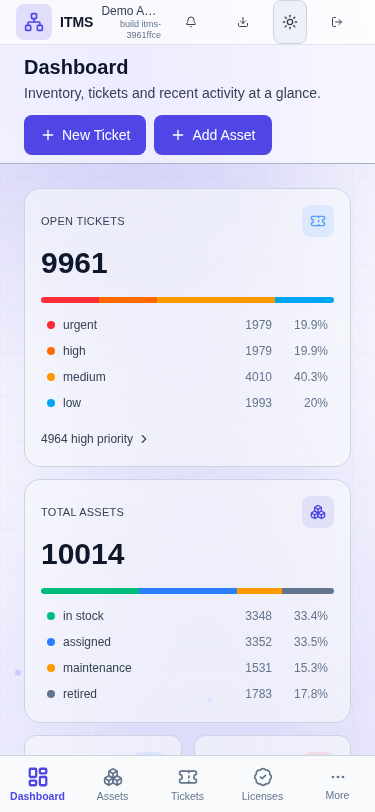 ITMS
Demo A...
build itms-
3961ffce
Dashboard
Inventory, tickets and recent activity at a glance.
New Ticket
Add Asset
OPEN TICKETS
9961
urgent 1979 19.9%
high 1979 19.9%
medium 4010 40.3%
low 1993 20%
4964 high priority
TOTAL ASSETS
10014
in stock 3348 33.4%
assigned 3352 33.5%
maintenance 1531 15.3%
retired 1783 17.8%
Dashboard Assets Tickets Licenses More